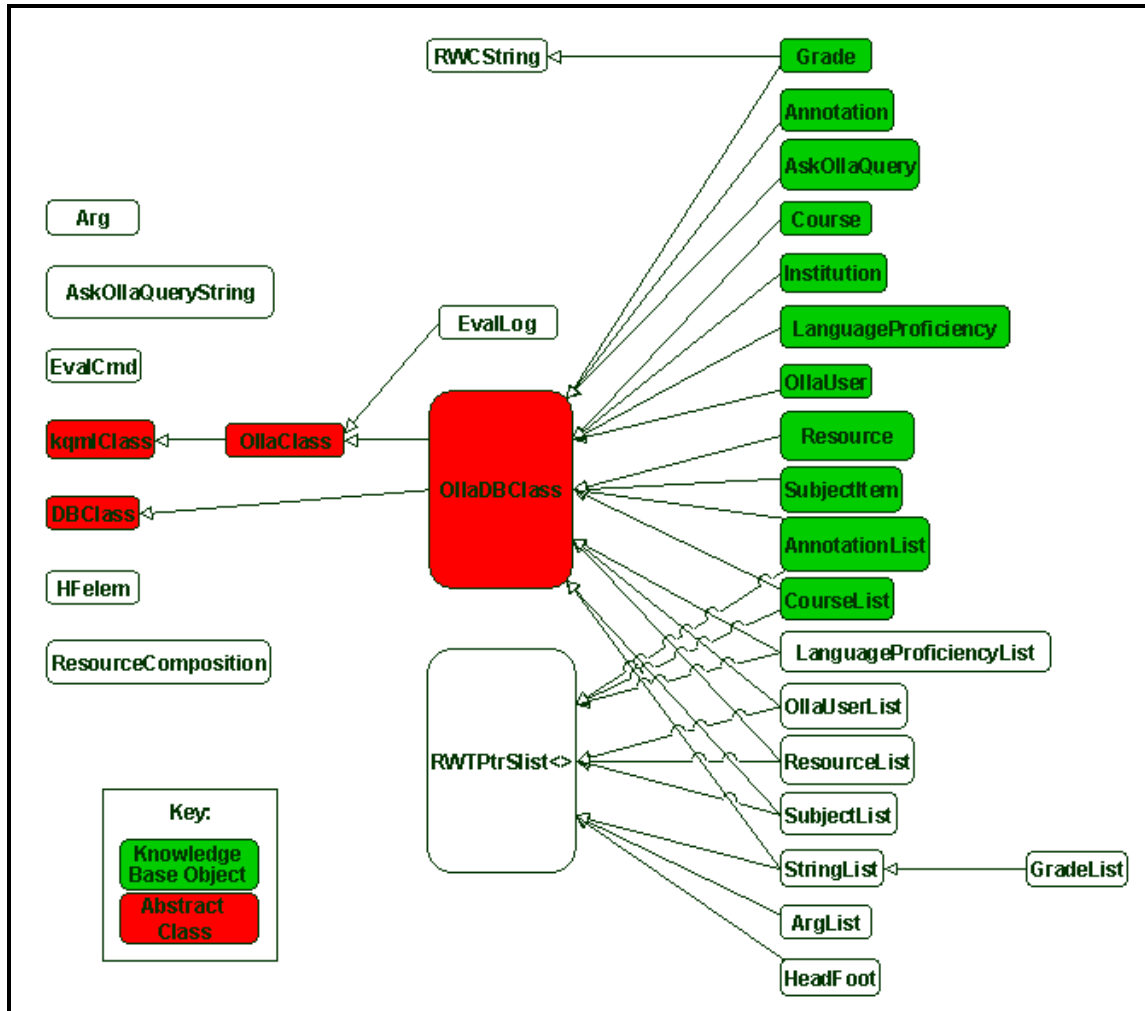 RWCString
Grade
Annotation
AskOllaQuery
Arg
Course
AskOllaQueryString
Institution
EvalLog
LanguageProficiency
EvalCmd
OllaUser
kqmlClass
OllaClass
Resource
OllaDBClass
SubjectItem
DBClass
AnnotationList
HFelem
CourseList
ResourceComposition
LanguageProficiencyList
OllaUserList
RWTPtrSlist<>
ResourceList
Key:
SubjectList
Knowledge
Base Object
StringList
GradeList
Abstract
Class
ArgList
HeadFoot